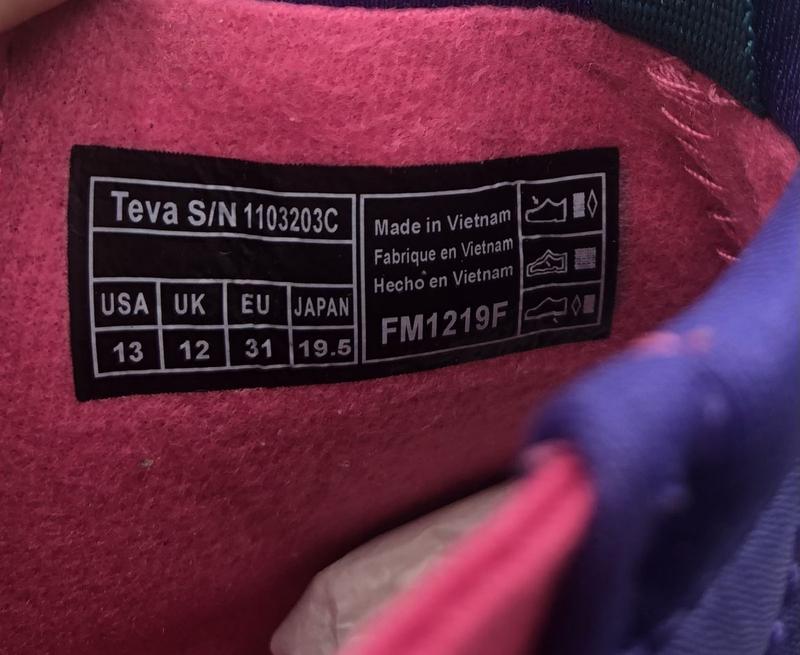 Teva S/N 1103203C
USA UK EU JAPAN
13 12 31 19.5
Made in Vietnam
Fabrique en Vietnam
Hecho en Vietnam
FM1219F